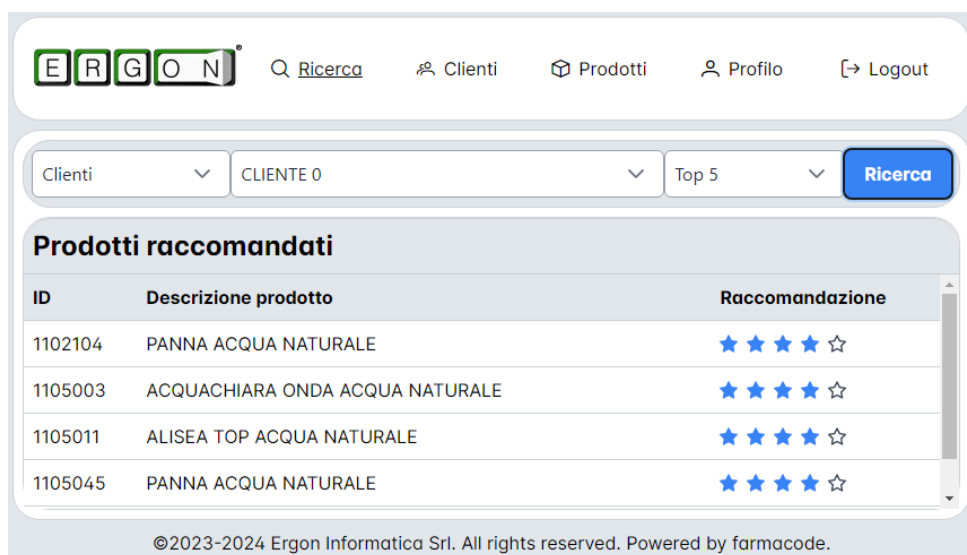 ERGON®
Ricerca Clienti Prodotti Profilo Logout
Clienti CLIENTE 0 Top 5 Ricerca
Prodotti raccomandati
ID Descrizione prodotto Raccomandazione
1102104 PANNA ACQUA NATURALE
1105003 ACQUACHIARA ONDA ACQUA NATURALE
1105011 ALISEA TOP ACQUA NATURALE
1105045 PANNA ACQUA NATURALE
©2023-2024 Ergon Informatica Srl. All rights reserved. Powered by farmacode.